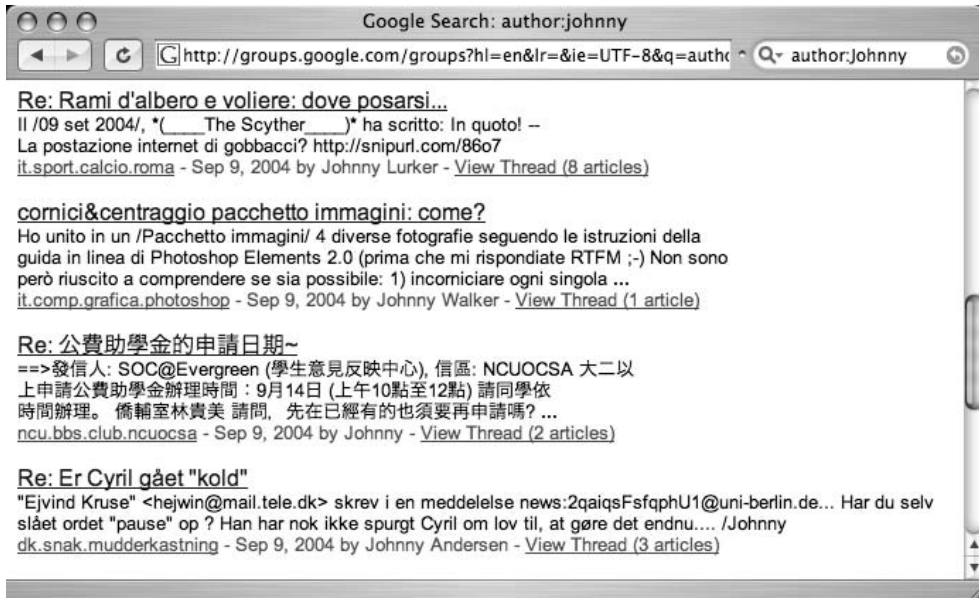 Google Search: author:johnny
http://groups.google.com/groups?hl=en&lr=&ie=UTF-8&q=autho
author:Johnny
Re: Rami d'albero e voliere: dove posarsi...
Il /09 set 2004/, *(____The Scyther____)* ha scritto: In quoto! --
La postazione internet di gobbacci? http://snipurl.com/86o7
it.sport.calcio.roma - Sep 9, 2004 by Johnny Lurker - View Thread (8 articles)
cornici&centraggio pacchetto immagini: come?
Ho unito in un /Pacchetto immagini/ 4 diverse fotografie seguendo le istruzioni della
guida in linea di Photoshop Elements 2.0 (prima che mi rispondiate RTFM ;-) Non sono
però riuscito a comprendere se sia possibile: 1) incorniciare ogni singola ...
it.comp.grafica.photoshop - Sep 9, 2004 by Johnny Walker - View Thread (1 article)
Re: 公費助學金的申請日期~
==>發信人: SOC@Evergreen (學生意見反映中心), 信區: NCUOCSA 大二以
上申請公費助學金辦理時間：9月14日 (上午10點至12點) 請同學依
時間辦理。 僑輔室林貴美 請問, 先在已經有的也須要再申請嗎? ...
ncu.bbs.club.ncuocsa - Sep 9, 2004 by Johnny - View Thread (2 articles)
Re: Er Cyril gået "kold"
"Ejvind Kruse" <hejwin@mail.tele.dk> skrev i en meddelelse news:2qaiqsFsfqphU1@uni-berlin.de... Har du selv
slået ordet "pause" op ? Han har nok ikke spurgt Cyril om lov til, at gøre det endnu.... /Johnny
dk.snak.mudderkastning - Sep 9, 2004 by Johnny Andersen - View Thread (3 articles)